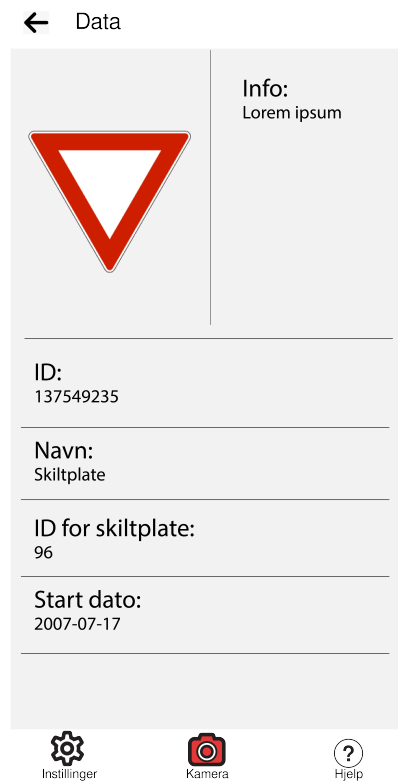 Data
Info:
Lorem ipsum
ID:
137549235
Navn:
Skiltplate
ID for skiltplate:
96
Start dato:
2007-07-17
Instillinger
Kamera
?
Hjelp